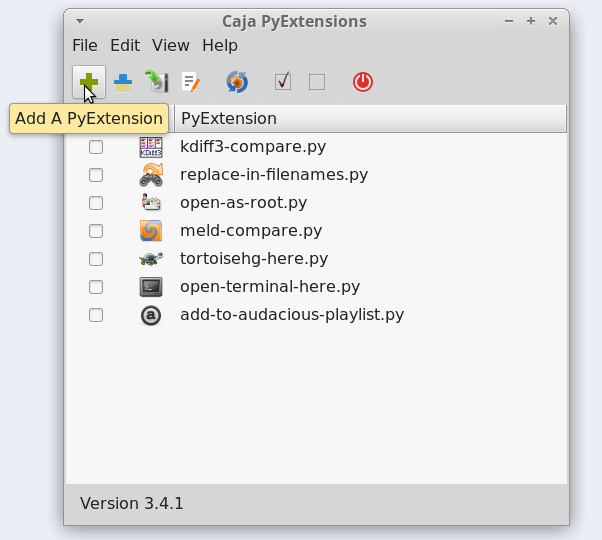 Caja PyExtensions
File Edit View Help
Add A PyExtension
PyExtension
KDiff3
kdiff3-compare.py
replace-in-filenames.py
open-as-root.py
meld-compare.py
tortoisehg-here.py
open-terminal-here.py
a
add-to-audacious-playlist.py
Version 3.4.1